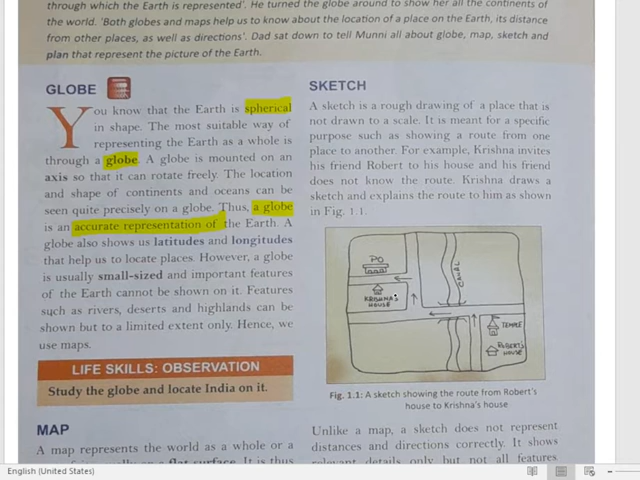 through which the Earth is represented'. He turned the globe around to show her all the continents of
the world. 'Both globes and maps help us to know about the location of a place on the Earth, its distance
from other places, as well as directions'. Dad sat down to tell Munni all about globe, map, sketch and
plan that represent the picture of the Earth.
GLOBE
You know that the Earth is spherical
in shape. The most suitable way of
representing the Earth as a whole is
through a globe. A globe is mounted on an
axis so that it can rotate freely. The location
and shape of continents and oceans can be
seen quite precisely on a globe. Thus, a globe
is an accurate representation of the Earth. A
globe also shows us latitudes and longitudes
that help us to locate places. However, a globe
is usually small-sized and important features
of the Earth cannot be shown on it. Features
such as rivers, deserts and highlands can be
shown but to a limited extent only. Hence, we
use maps.
LIFE SKILLS: OBSERVATION
Study the globe and locate India on it.
MAP
A map represents the world as a whole or a
flat surface. It is thus
SKETCH
A sketch is a rough drawing of a place that is
not drawn to a scale. It is meant for a specific
purpose such as showing a route from one
place to another. For example, Krishna invites
his friend Robert to his house and his friend
does not know the route. Krishna draws a
sketch and explains the route to him as shown
in Fig. 1.1.
PO
CANAL
KRISHNA'S
HOUSE
TEMPLE
ROBERT'S
HOUSE
Fig. 1.1: A sketch showing the route from Robert's
house to Krishna's house
Unlike a map, a sketch does not represent
distances and directions correctly. It shows
relevant details only but not all features
English (United States)